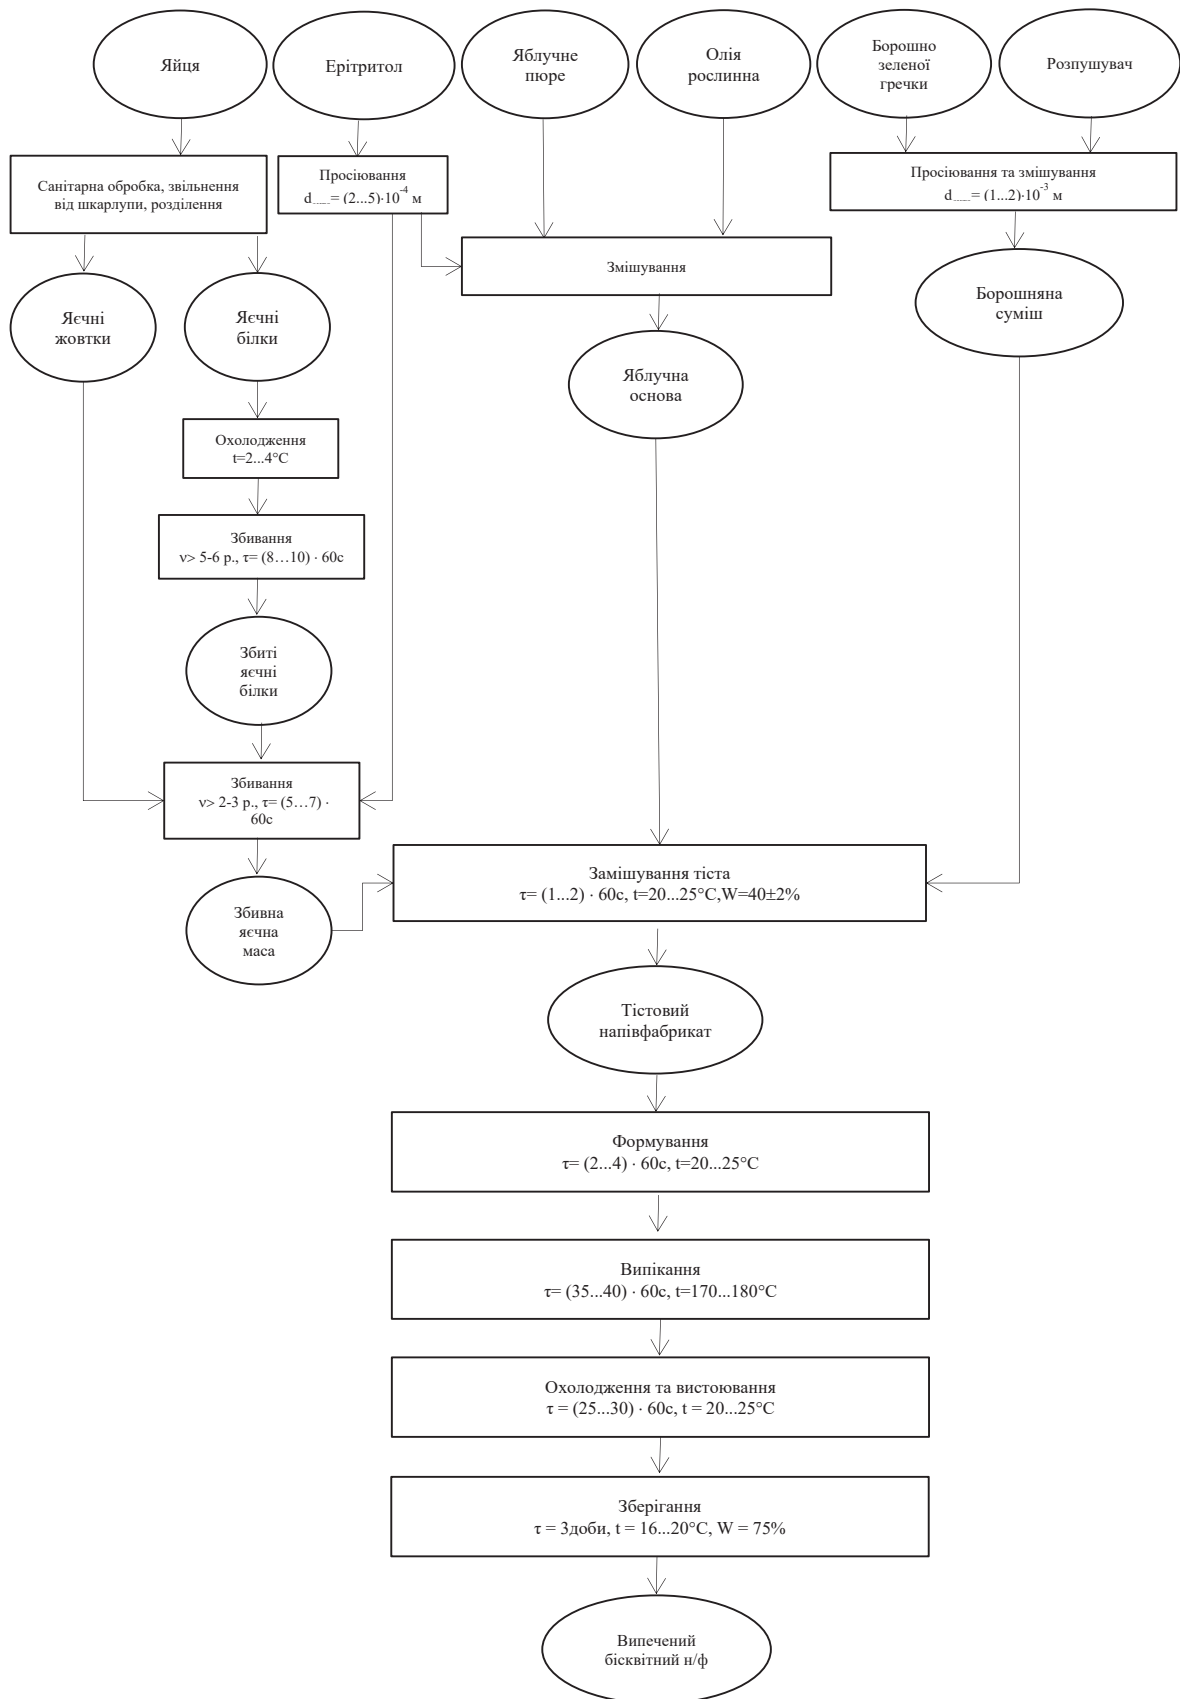 Яйця
Ерітритол
Яблучне
пюре
Олія
рослинна
Борошно
зеленої
гречки
Розпушувач
Санітарна обробка, звільнення
від шкарлупи, розділення
Просіювання
d = (2...5)·10⁻⁴ м
Просіювання та змішування
d = (1...2)·10⁻³ м
Змішування
Яєчні
жовтки
Яєчні
білки
Борошняна
суміш
Яблучна
основа
Охолодження
t=2...4°C
Збивання
ν> 5-6 р., τ= (8…10) · 60с
Збиті
яєчні
білки
Збивання
ν> 2-3 р., τ= (5…7) ·
60с
Збивна
яєчна
маса
Замішування тіста
τ= (1...2) · 60с, t=20...25°C,W=40±2%
Тістовий
напівфабрикат
Формування
τ= (2...4) · 60с, t=20...25°C
Випікання
τ= (35...40) · 60с, t=170...180°C
Охолодження та вистоювання
τ = (25...30) · 60с, t = 20...25°C
Зберігання
τ = 3доби, t = 16...20°C, W = 75%
Випечений
бісквітний н/ф